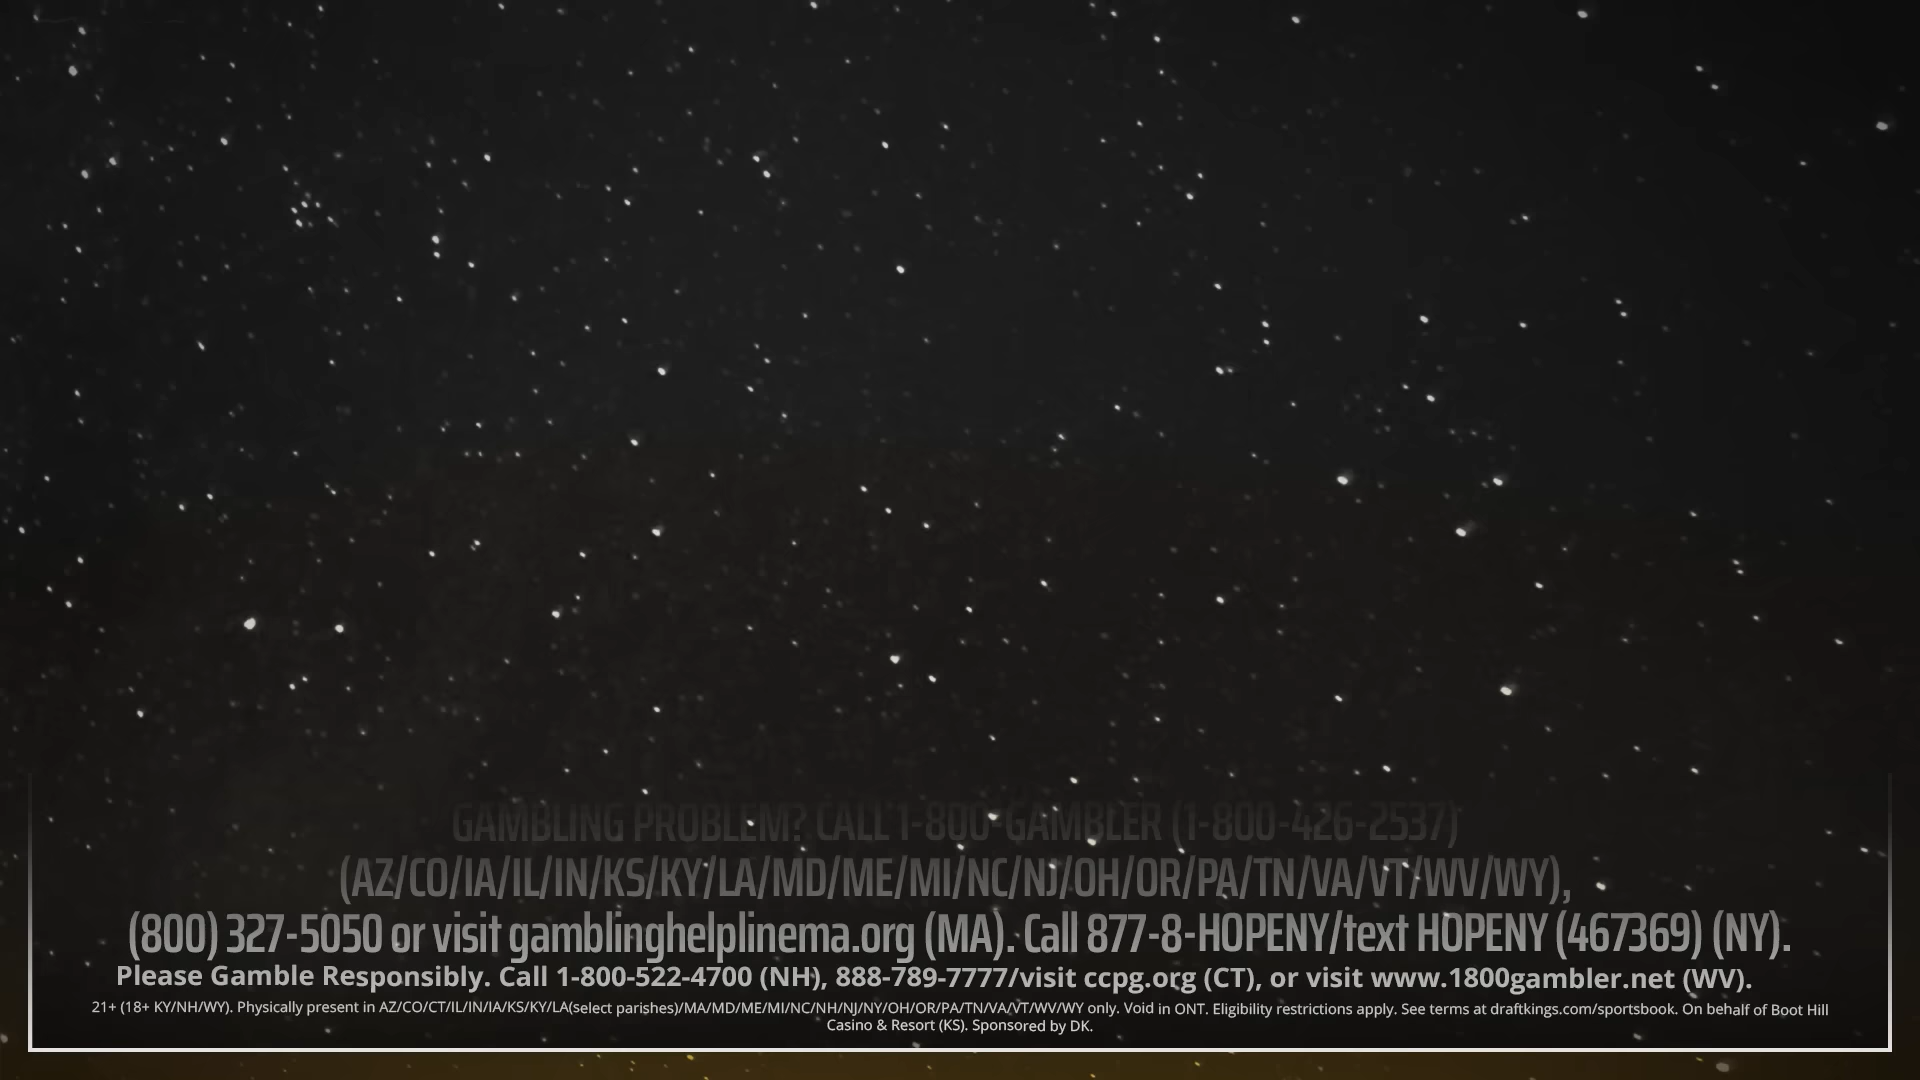 GAMBLING PROBLEM? CALL 1-800-GAMBLER (1-800-426-2537)
(AZ/CO/IA/IL/IN/KS/KY/LA/MD/ME/MI/NC/NJ/OH/OR/PA/TN/VA/VT/WV/WY),
(800) 327-5050 or visit gamblinghelplinema.org (MA). Call 877-8-HOPENY/text HOPENY (467369) (NY).
Please Gamble Responsibly. Call 1-800-522-4700 (NH), 888-789-7777/visit ccpg.org (CT), or visit www.1800gambler.net (WV).
21+ (18+ KY/NH/WY). Physically present in AZ/CO/CT/IL/IN/IA/KS/KY/LA(select parishes)/MA/MD/ME/MI/NC/NH/NJ/NY/OH/OR/PA/TN/VA/VT/WV/WY only. Void in ONT. Eligibility restrictions apply. See terms at draftkings.com/sportsbook. On behalf of Boot Hill
Casino & Resort (KS). Sponsored by DK.